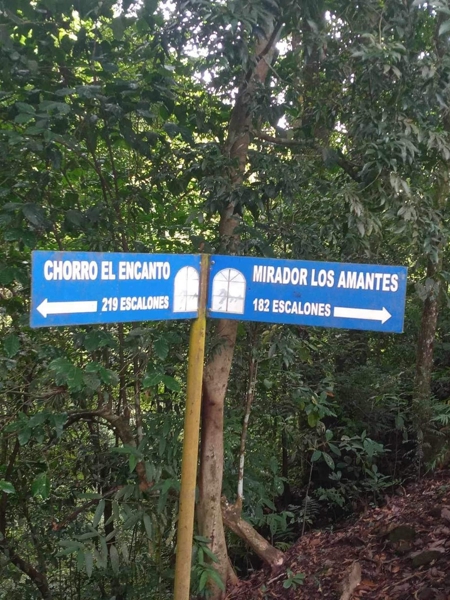 CHORRO EL ENCANTO
219 ESCALONES
MIRADOR LOS AMANTES
182 ESCALONES